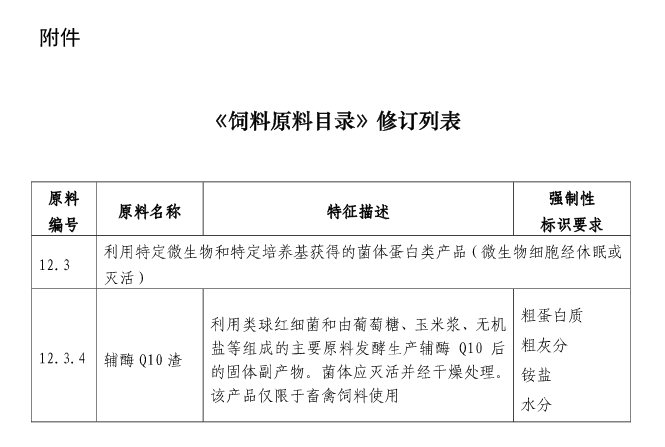 附件
《饲料原料目录》修订列表
原料
编号
原料名称
特征描述
强制性
标识要求
12.3
利用特定微生物和特定培养基获得的菌体蛋白类产品（微生物细胞经休眠或
灭活）
12.3.4
辅酶 Q10 渣
利用类球红细菌和由葡萄糖、玉米浆、无机
盐等组成的主要原料发酵生产辅酶 Q10 后
的固体副产物。菌体应灭活并经干燥处理。
该产品仅限于畜禽饲料使用
粗蛋白质
粗灰分
铵盐
水分